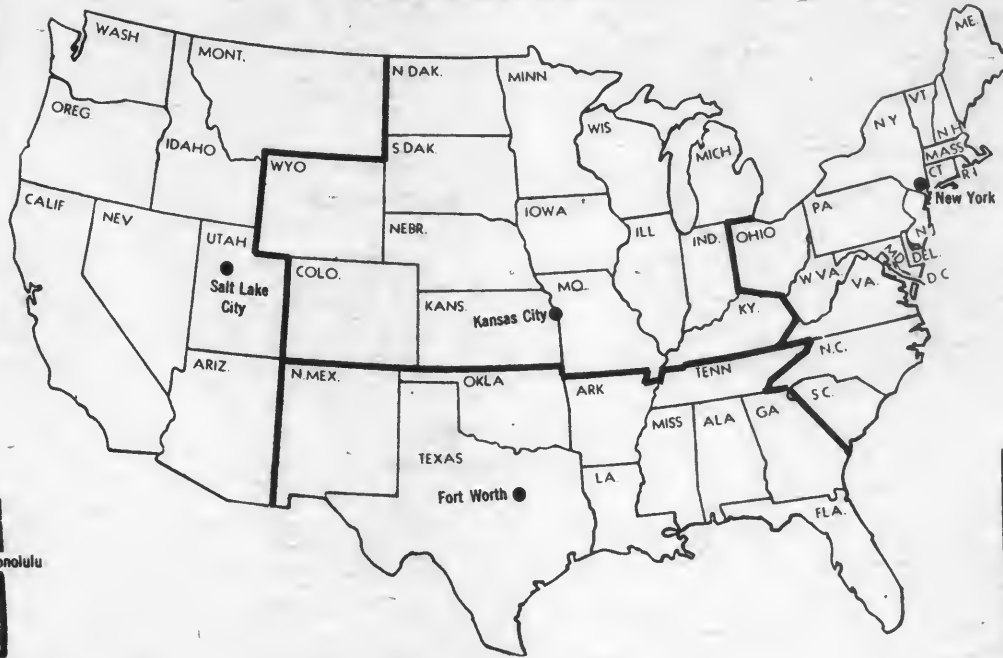 WASH
MONT.
N DAK.
MINN
ME.
OREG
IDAHO
S DAK.
WIS
MICH
N Y
VT
N H
MASS
CT
R I
New York
WYO
CALIF
NEV
UTAH
Salt Lake
City
COLO.
NEBR.
IOWA
ILL
IND.
OHIO
PA
N J
MD
DEL.
D C
W VA.
VA.
KANS.
Kansas City
MO.
KY.
ARIZ.
N.MEX.
OKLA
ARK
TENN
N.C.
S C.
MISS
ALA
GA
TEXAS
Fort Worth
LA.
FLA.
onolulu